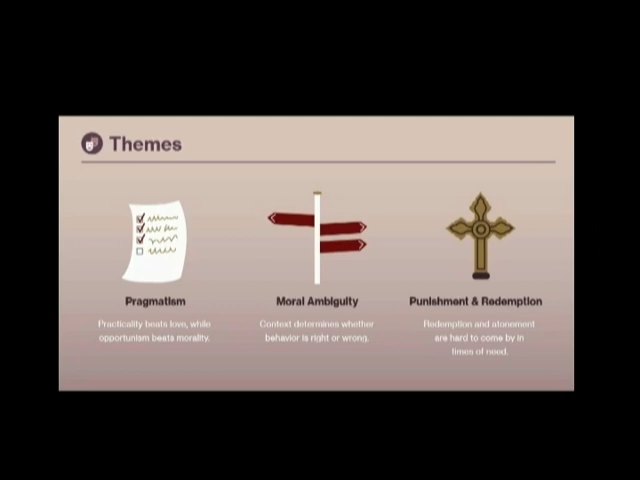 Themes
Pragmatism
Practicality beats love, while
opportunism beats morality.
Moral Ambiguity
Context determines whether
behavior is right or wrong.
Punishment & Redemption
Redemption and atonement
are hard to come by in
times of need.